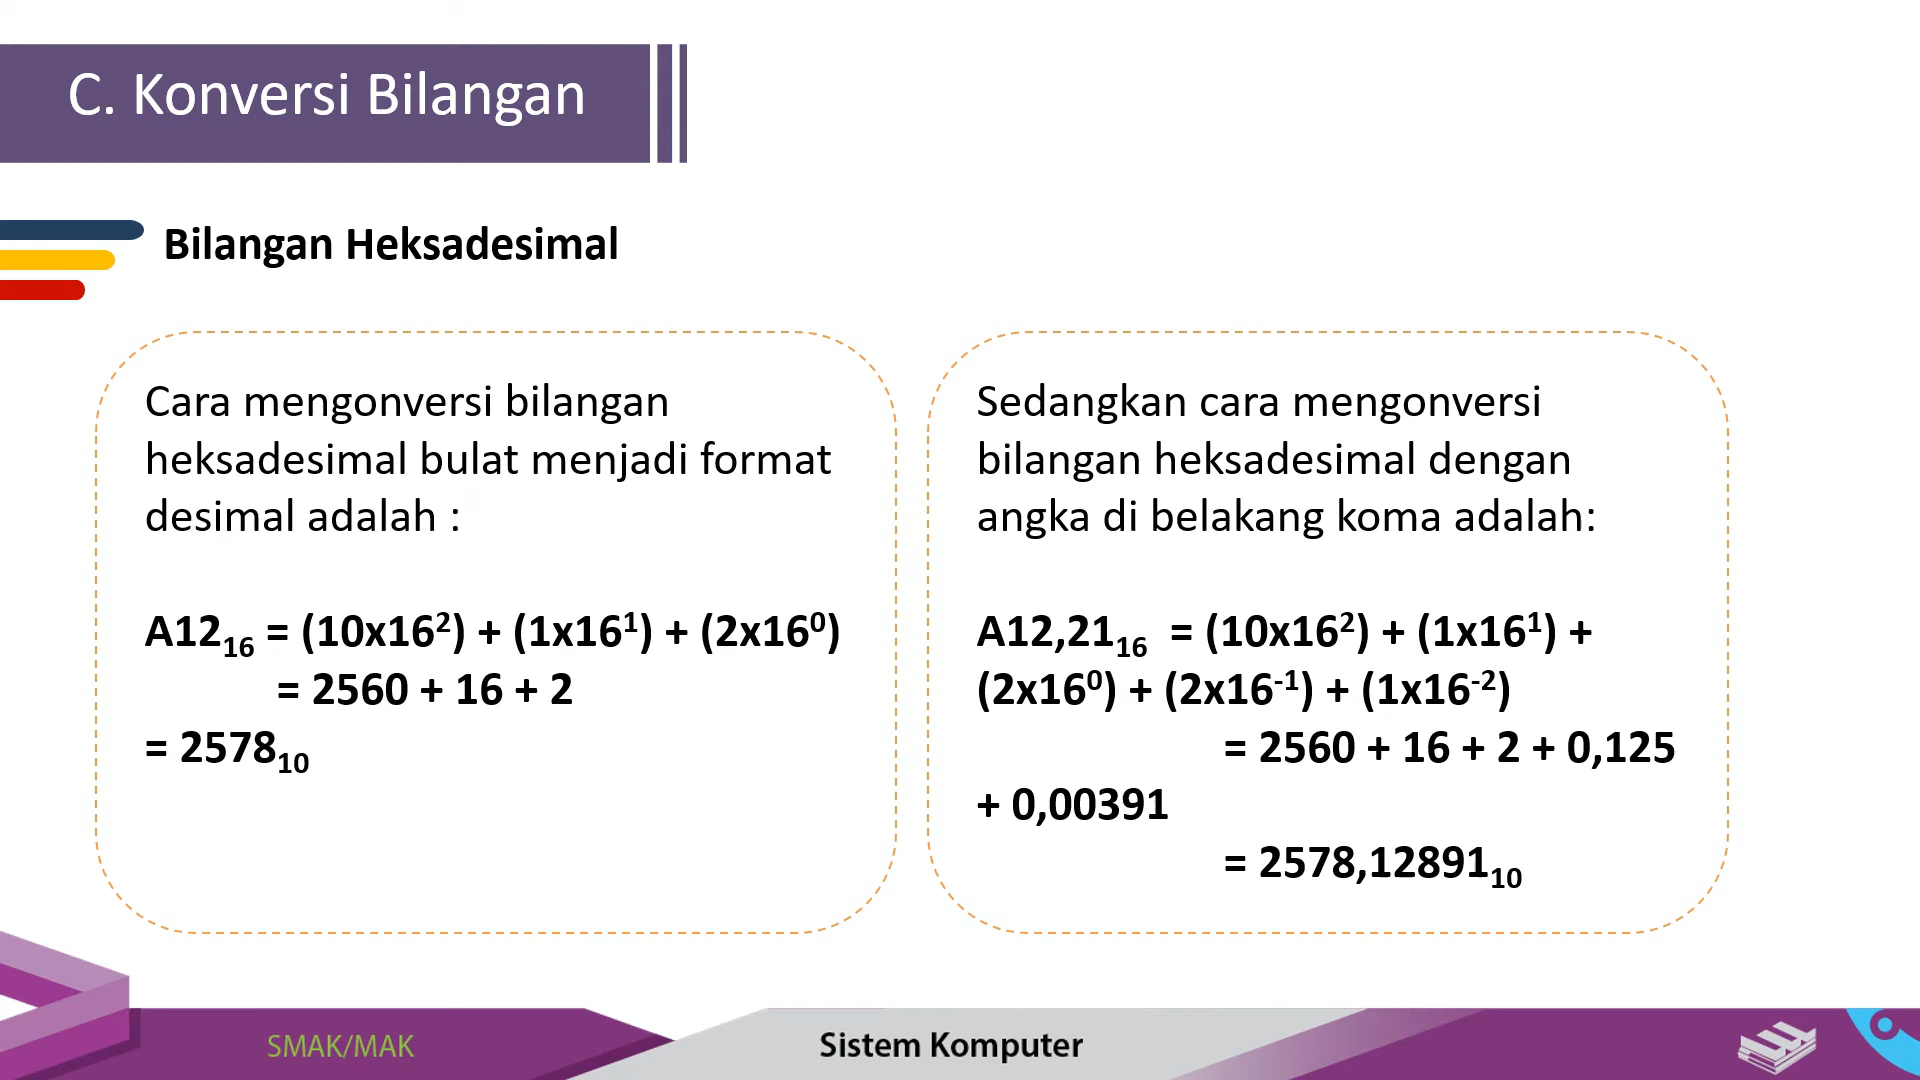 C. Konversi Bilangan
Bilangan Heksadesimal
Cara mengonversi bilangan
heksadesimal bulat menjadi format
desimal adalah :
A12₁₆ = (10x16²) + (1x16¹) + (2x16⁰)
= 2560 + 16 + 2
= 2578₁₀
Sedangkan cara mengonversi
bilangan heksadesimal dengan
angka di belakang koma adalah:
A12,21₁₆ = (10x16²) + (1x16¹) +
(2x16⁰) + (2x16⁻¹) + (1x16⁻²)
= 2560 + 16 + 2 + 0,125
+ 0,00391
= 2578,12891₁₀
SMAK/MAK
Sistem Komputer